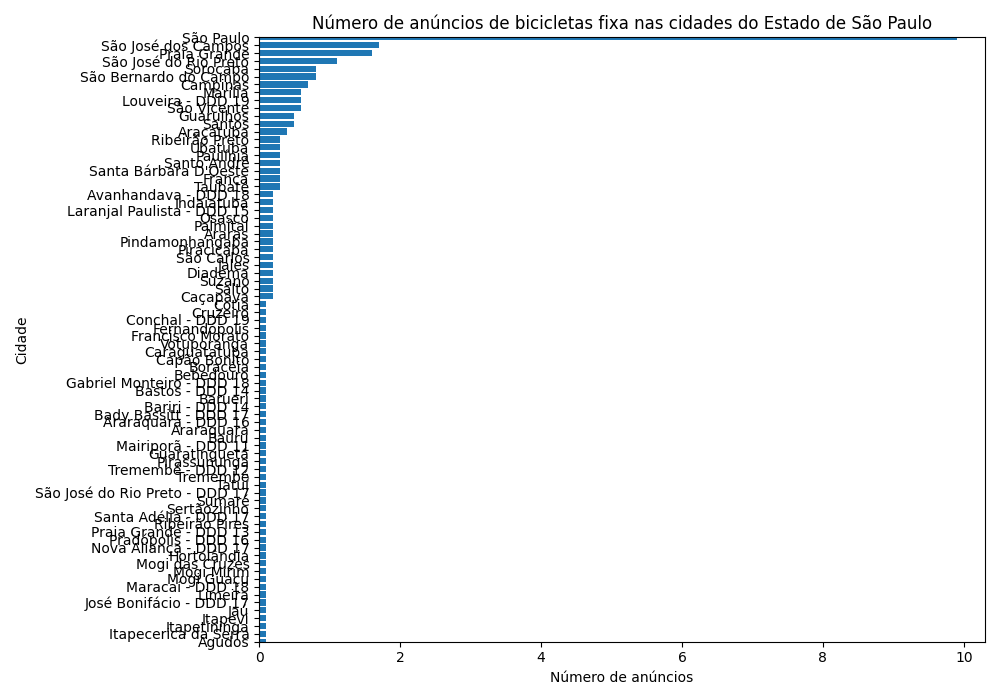 Número de anúncios de bicicletas fixa nas cidades do Estado de São Paulo
São Paulo
São José dos Campos
Praia Grande
São José do Rio Preto
Sorocaba
São Bernardo do Campo
Campinas
Marília
Louveira - DDD 19
São Vicente
Guarulhos
Santos
Araçatuba
Ribeirão Preto
Ubatuba
Paulínia
Santo André
Santa Bárbara D'Oeste
Franca
Taubaté
Avanhandava - DDD 18
Indaiatuba
Laranjal Paulista - DDD 15
Osasco
Palmital
Araras
Pindamonhangaba
Piracicaba
São Carlos
Jales
Diadema
Suzano
Salto
Caçapava
Cotia
Cruzeiro
Conchal - DDD 19
Fernandópolis
Francisco Morato
Votuporanga
Caraguatatuba
Capão Bonito
Boracéia
Bebedouro
Gabriel Monteiro - DDD 18
Bastos - DDD 14
Barueri
Bariri - DDD 14
Bady Bassitt - DDD 17
Araraquara - DDD 16
Araraquara
Bauru
Mairiporã - DDD 11
Guaratinguetá
Pirassununga
Tremembé - DDD 12
Tremembé
Tatuí
São José do Rio Preto - DDD 17
Sumaré
Sertãozinho
Santa Adélia - DDD 17
Ribeirão Pires
Praia Grande - DDD 13
Pradópolis - DDD 16
Nova Aliança - DDD 17
Hortolândia
Mogi das Cruzes
Mogi Mirim
Mogi Guaçu
Maracaí - DDD 18
Limeira
José Bonifácio - DDD 17
Jaú
Itapevi
Itapetininga
Itapecerica da Serra
Agudos
Cidade
0 2 4 6 8 10
Número de anúncios